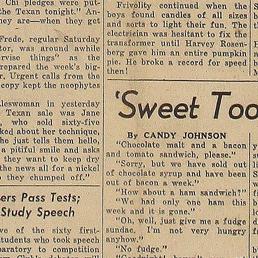 Chi pledges were put-
the Texan tonight." An-
ey are—when they get
Frede, regular Saturday
tor, was around awhile
rvise things" as the
repared the week's big-
r. Urgent calls from the
copy kept the neophytes
leswoman in yesterday
Texan sale was Jane
who sold sixty-five
ked about her technique,
he just tells them hello,
a pitiful smile and asks
they want to keep dry
the news all for a nickel
o they chumped off."
ers Pass Tests;
Study Speech
ve of the sixty first-
tudents who took speech
paratory to competition
Frivolity continued when
boys found candles of all sizes
and sorts to light their fun. The
electrician was hesitant to fix the
transformer until Harvey Rosen-
berg gave him an entire pumpkin
pie. He broke a record for speed
then!
'Sweet Too
By CANDY JOHNSON
"Chocolate malt and a bacon
and tomato sandwich, please."
"Sorry, but we have sold out
of chocolate syrup and have been
out of bacon a week."
"How about a ham sandwich?"
"We had only one ham this
week and it is gone."
"Oh, well, just give me a fudge
sundae. I'm not very hungry
anyhow."
"No fudge."